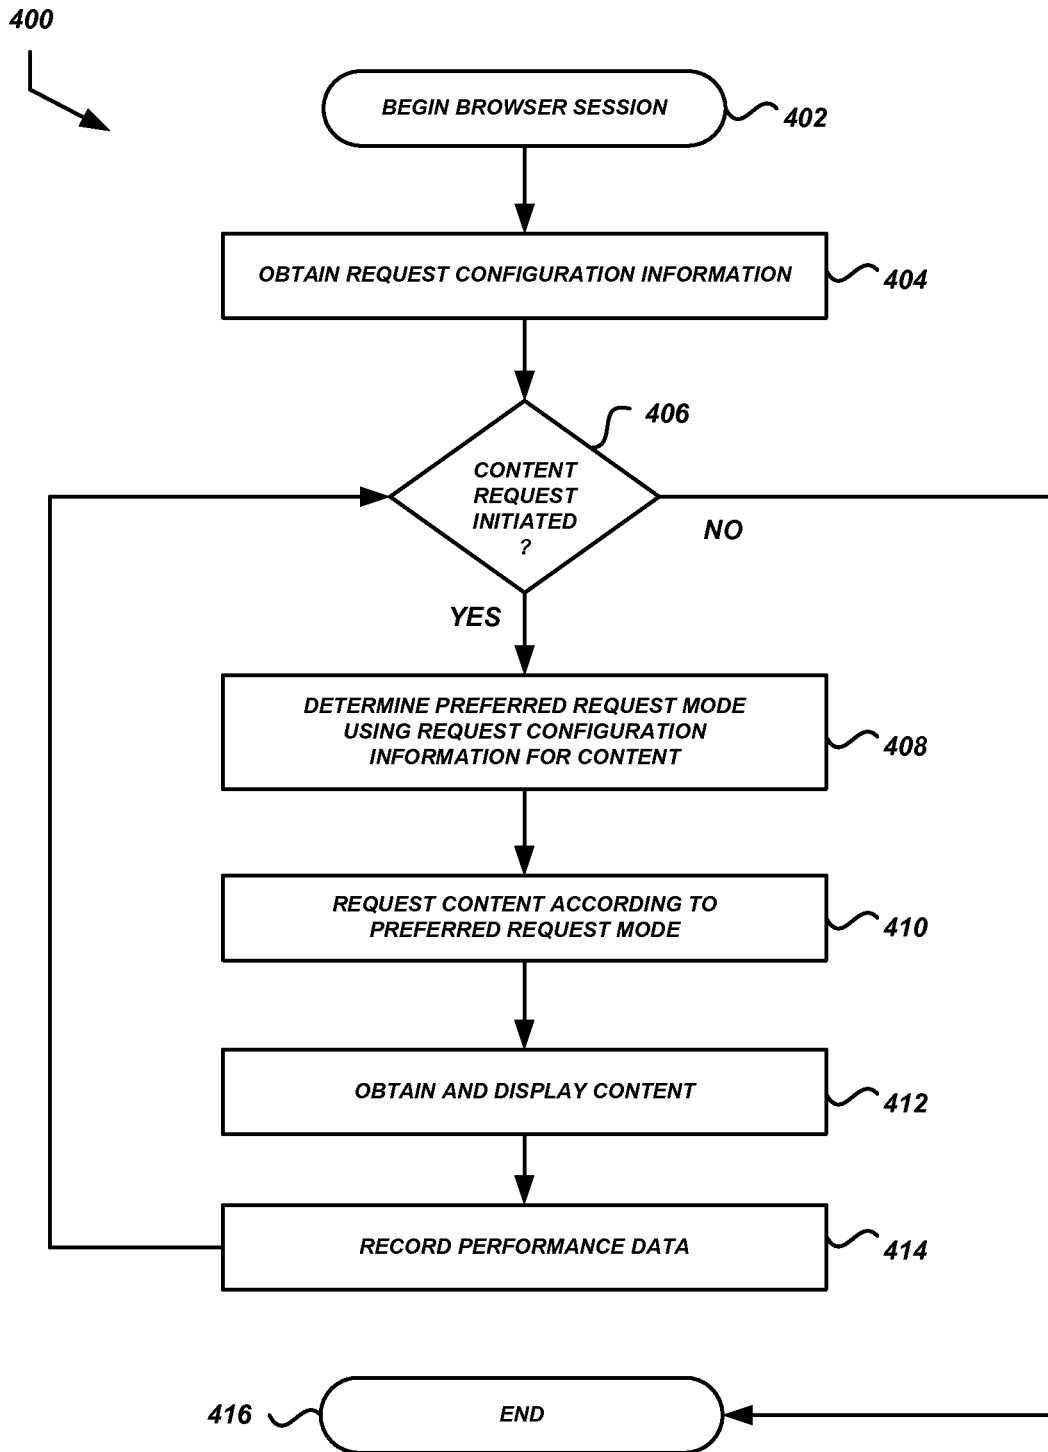 400
BEGIN BROWSER SESSION
402
OBTAIN REQUEST CONFIGURATION INFORMATION
404
406
CONTENT
REQUEST
INITIATED
?
NO
YES
DETERMINE PREFERRED REQUEST MODE
USING REQUEST CONFIGURATION
INFORMATION FOR CONTENT
408
REQUEST CONTENT ACCORDING TO
PREFERRED REQUEST MODE
410
OBTAIN AND DISPLAY CONTENT
412
RECORD PERFORMANCE DATA
414
416
END